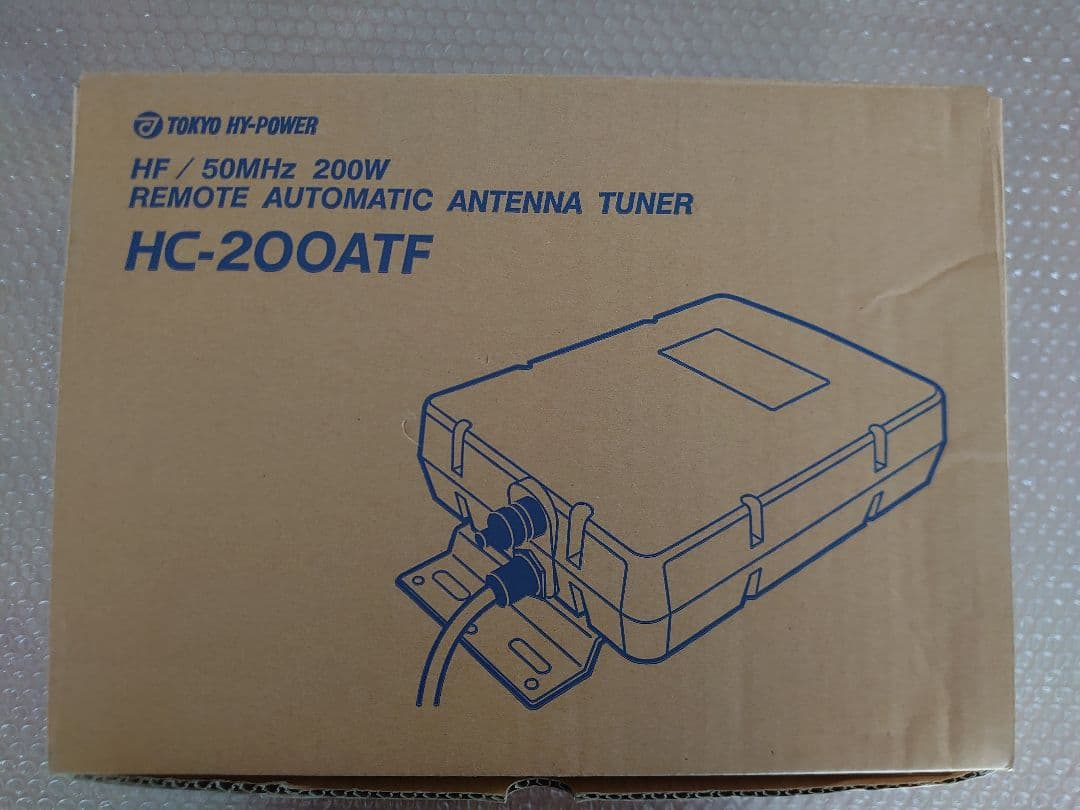 TOKYO HY-POWER
HF / 50MHz 200W
REMOTE AUTOMATIC ANTENNA TUNER
HC-200ATF